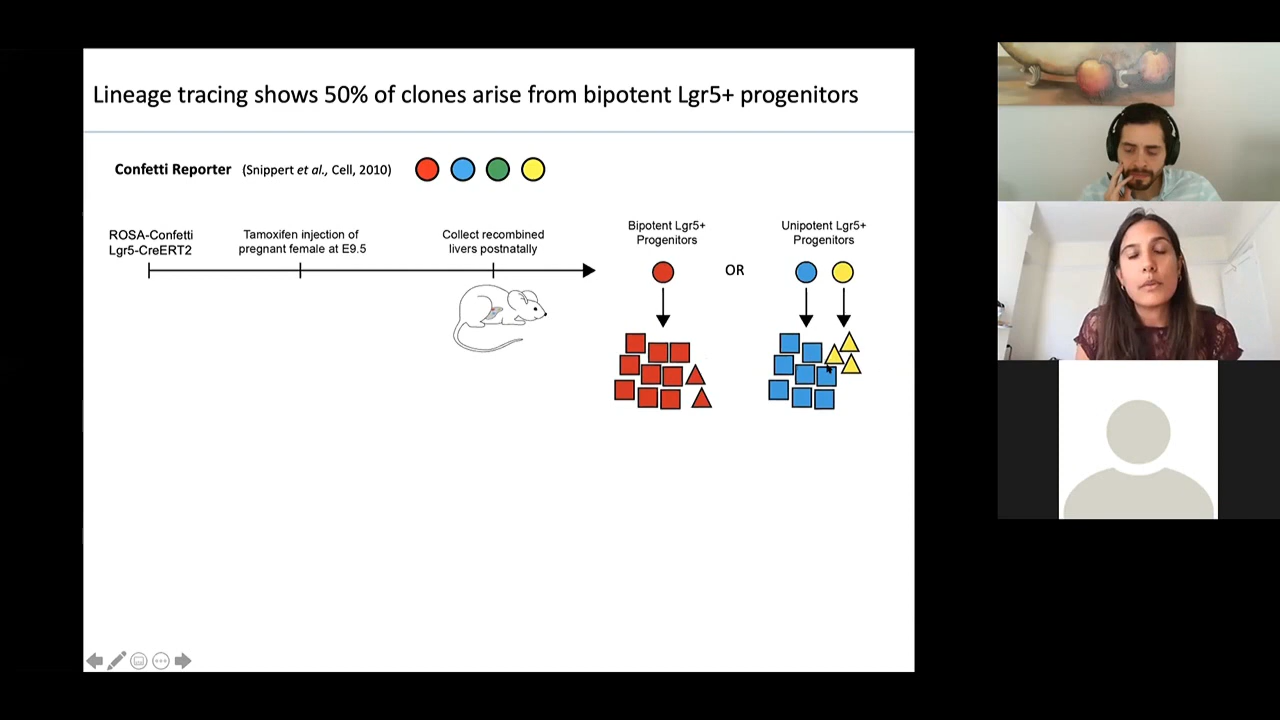 Lineage tracing shows 50% of clones arise from bipotent Lgr5+ progenitors
Confetti Reporter (Snippert et al., Cell, 2010)
ROSA-Confetti
Lgr5-CreERT2
Tamoxifen injection of
pregnant female at E9.5
Collect recombined
livers postnatally
Bipotent Lgr5+
Progenitors
OR
Unipotent Lgr5+
Progenitors